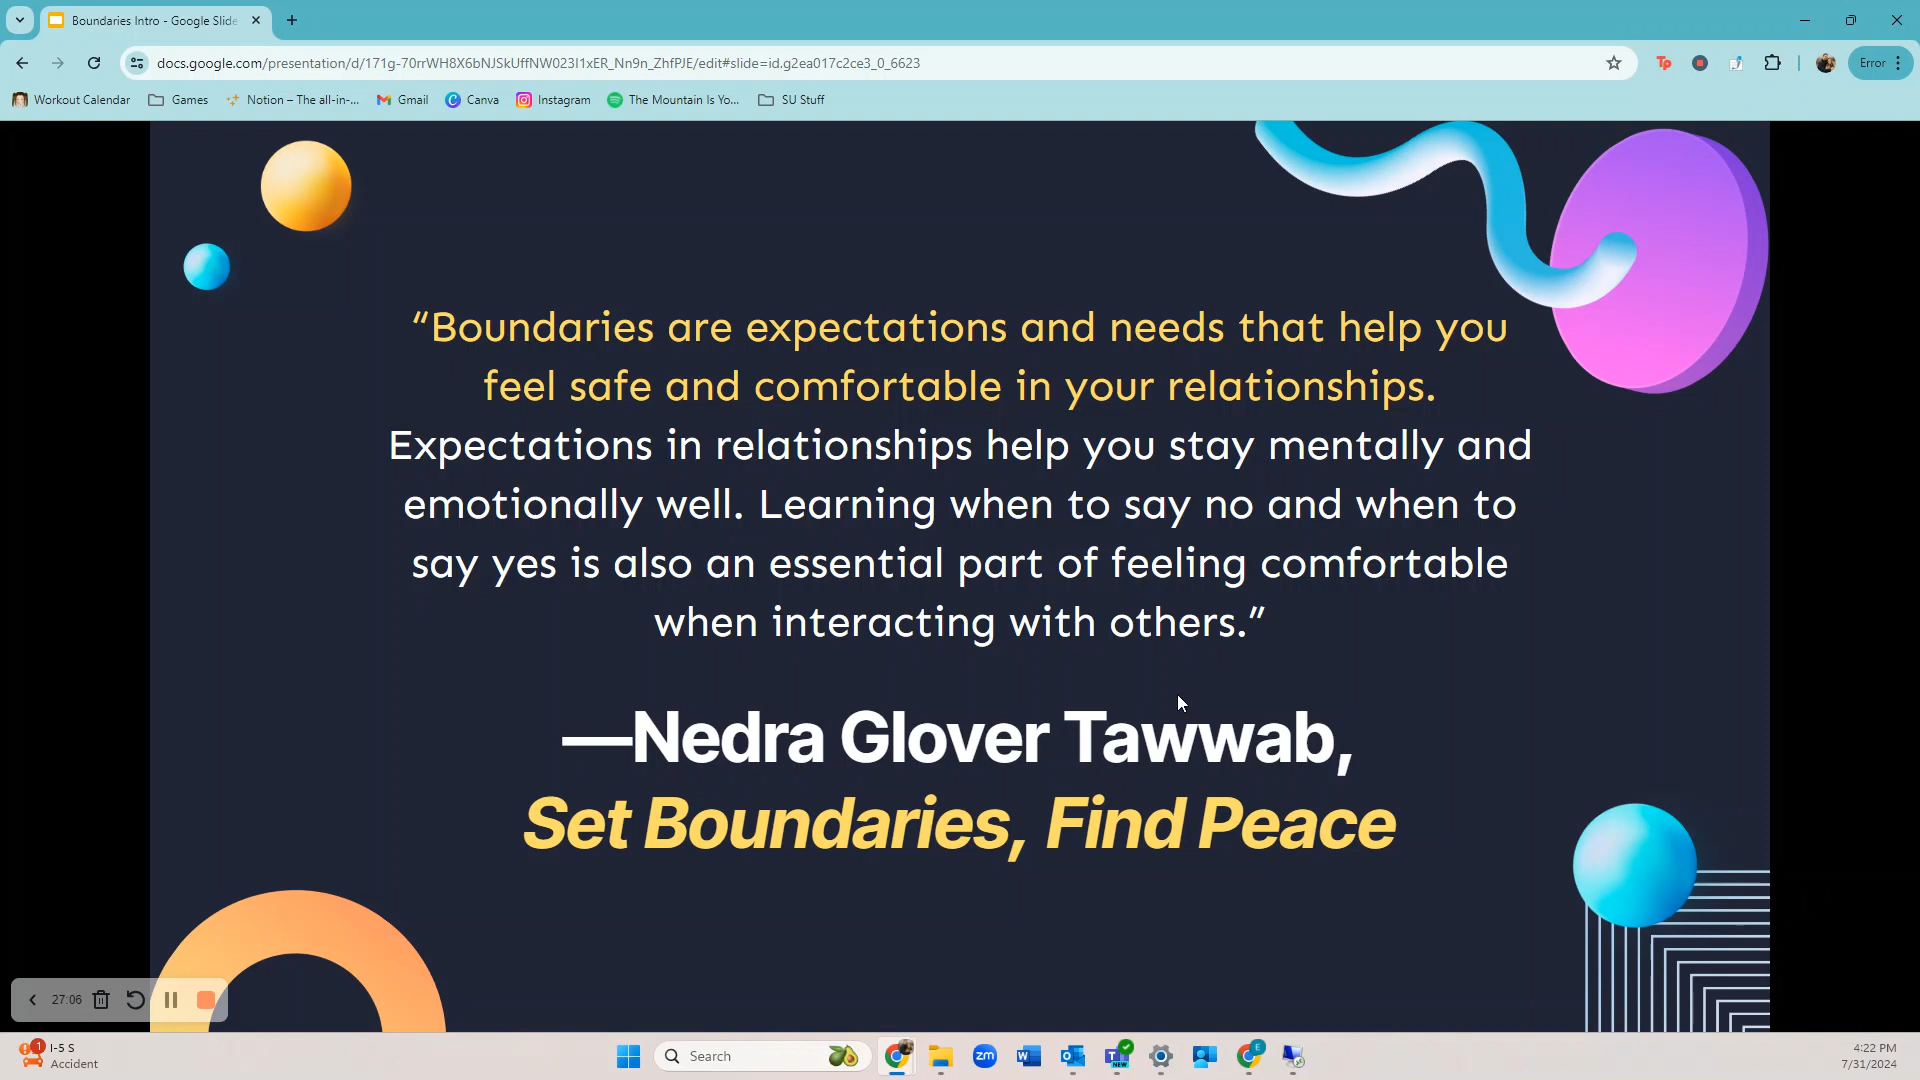 Boundaries Intro - Google Slide
docs.google.com/presentation/d/171g-70rrWH8X6bNJSkUffNW023I1xER_Nn9n_ZhfPJE/edit#slide=id.g2ea017c2ce3_0_6623
Tp
Error
Workout Calendar
Games
Notion – The all-in-...
Gmail
Canva
Instagram
The Mountain Is Yo...
SU Stuff
“Boundaries are expectations and needs that help you
feel safe and comfortable in your relationships.
Expectations in relationships help you stay mentally and
emotionally well. Learning when to say no and when to
say yes is also an essential part of feeling comfortable
when interacting with others.”
—Nedra Glover Tawwab,
Set Boundaries, Find Peace
27:06
1
I-5 S
Accident
Search
zm
W
T
NEW
E
4:22 PM
7/31/2024